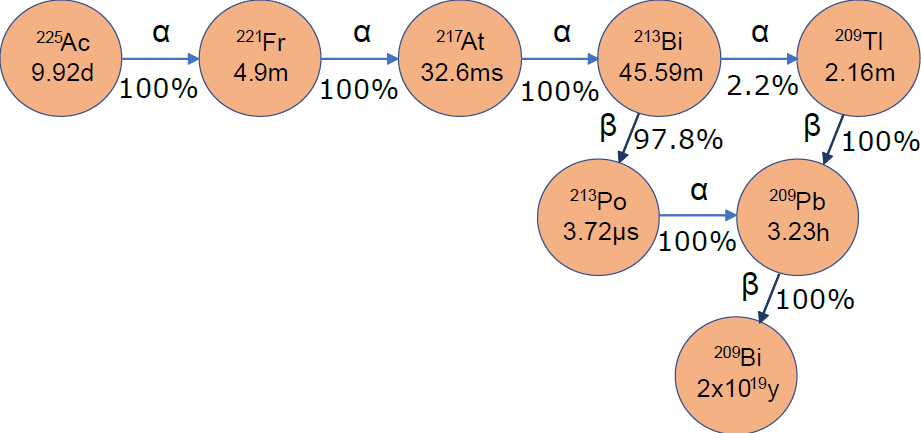 α α α α
²²⁵Ac ²²¹Fr ²¹⁷At ²¹³Bi ²⁰⁹Tl
9.92d 4.9m 32.6ms 45.59m 2.16m
100% 100% 100% 2.2%
β 97.8% β 100%
²¹³Po α ²⁰⁹Pb
3.72µs 100% 3.23h
β 100%
²⁰⁹Bi
2x10¹⁹y